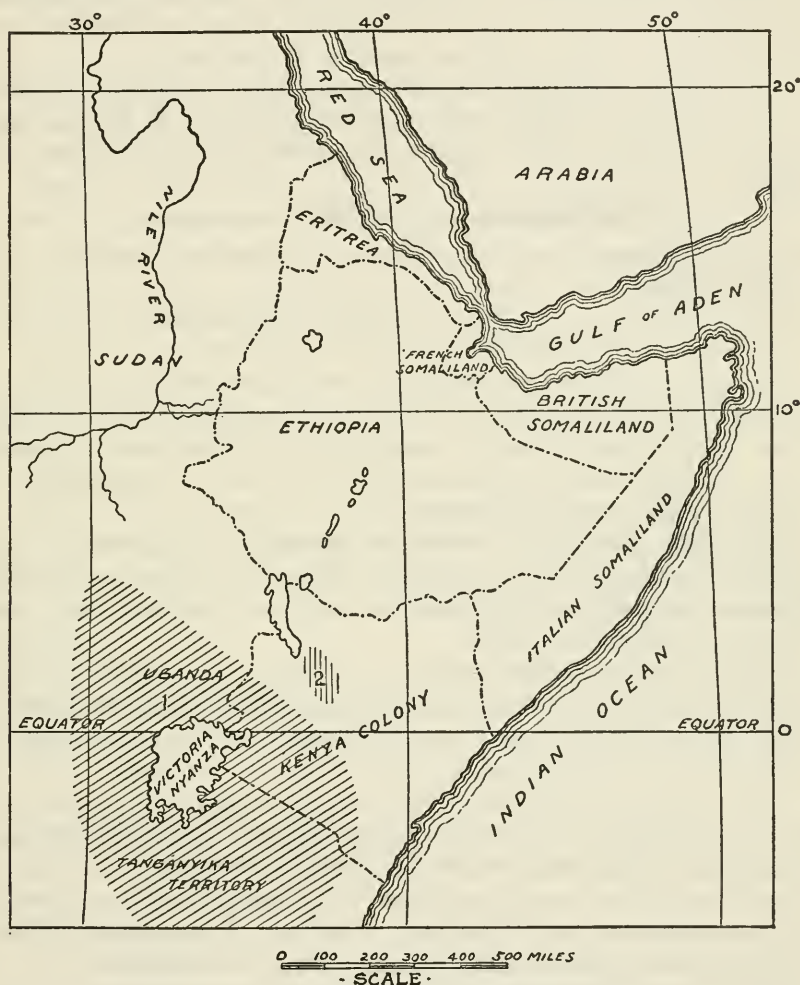 30°
40°
50°
20°
RED SEA
ARABIA
NILE RIVER
ERITREA
GULF OF ADEN
SUDAN
FRENCH
SOMALILAND
BRITISH
SOMALILAND
10°
ETHIOPIA
ITALIAN SOMALILAND
UGANDA
1
2
EQUATOR
KENYA COLONY
INDIAN OCEAN
EQUATOR
0
VICTORIA
NYANZA
TANGANYIKA
TERRITORY
0 100 200 300 400 500 MILES
- SCALE -